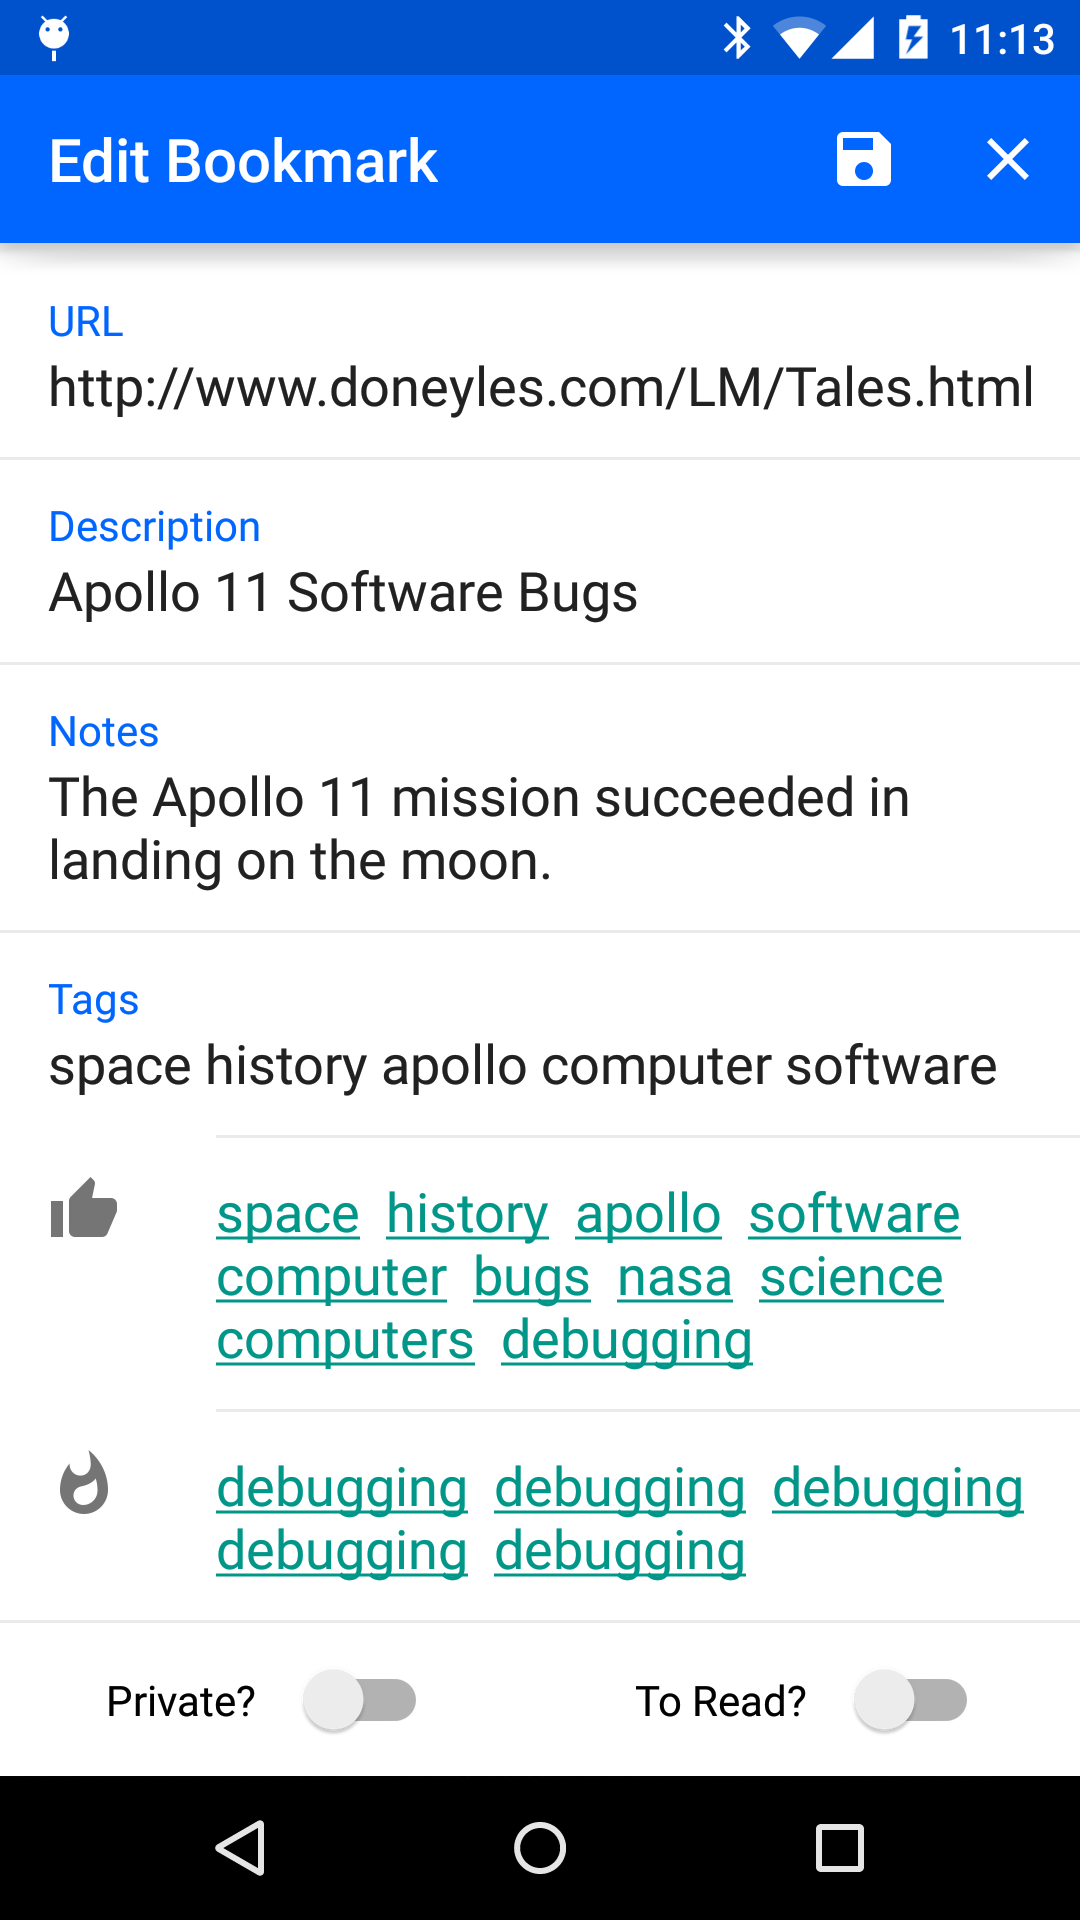 11:13
Edit Bookmark
URL
http://www.doneyles.com/LM/Tales.html
Description
Apollo 11 Software Bugs
Notes
The Apollo 11 mission succeeded in
landing on the moon.
Tags
space history apollo computer software
space history apollo software
computer bugs nasa science
computers debugging
debugging debugging debugging
debugging debugging
Private? To Read?